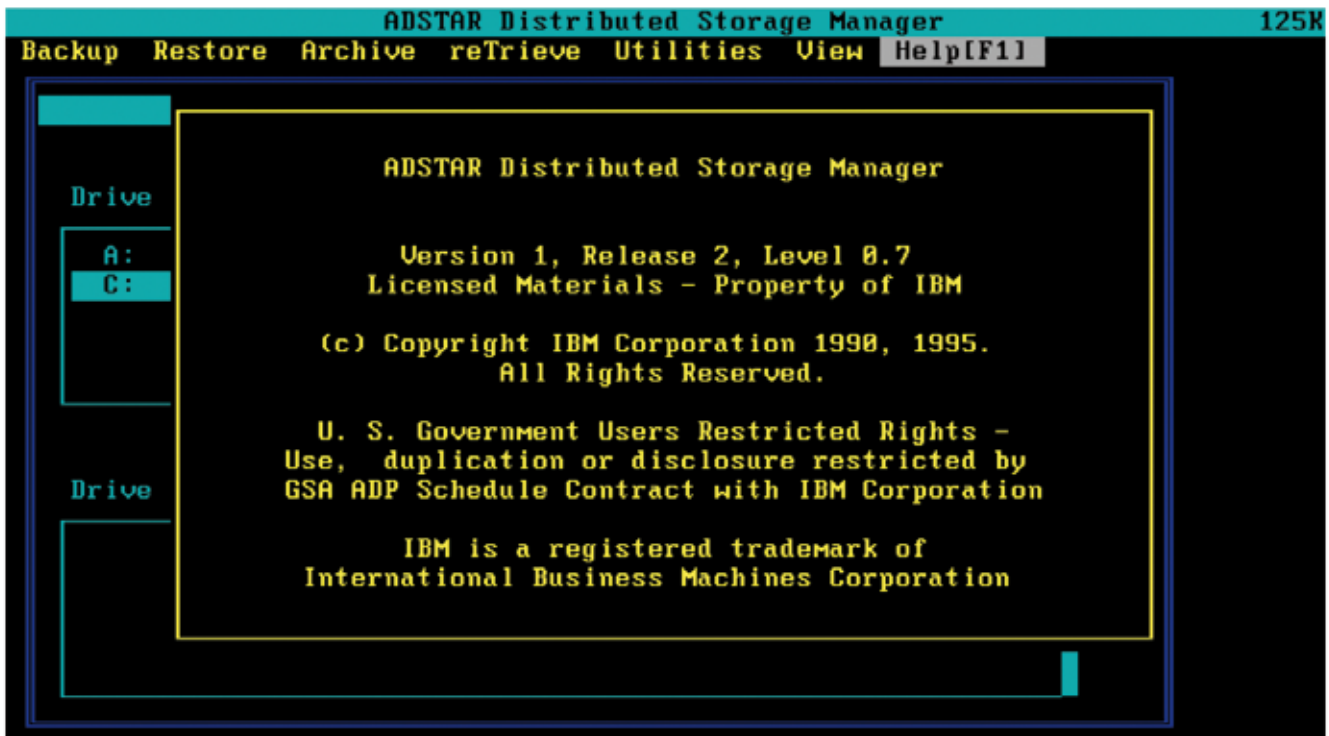 ADSTAR Distributed Storage Manager 125K
Backup Restore Archive reTrieve Utilities View Help[F1]
ADSTAR Distributed Storage Manager
Drive
A:
C:
Version 1, Release 2, Level 0.7
Licensed Materials - Property of IBM
(c) Copyright IBM Corporation 1990, 1995.
All Rights Reserved.
U. S. Government Users Restricted Rights -
Use,  duplication or disclosure restricted by
GSA ADP Schedule Contract with IBM Corporation
Drive
IBM is a registered trademark of
International Business Machines Corporation